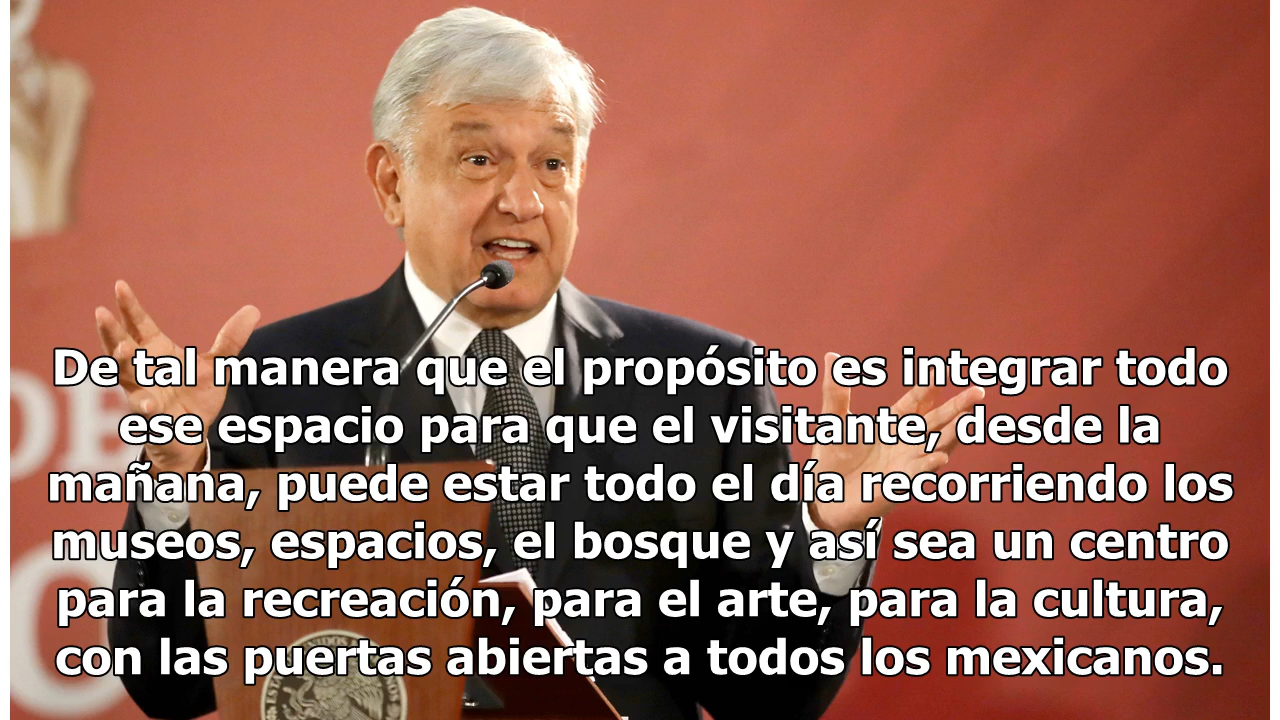 De tal manera que el propósito es integrar todo
ese espacio para que el visitante, desde la
mañana, puede estar todo el día recorriendo los
museos, espacios, el bosque y así sea un centro
para la recreación, para el arte, para la cultura,
con las puertas abiertas a todos los mexicanos.